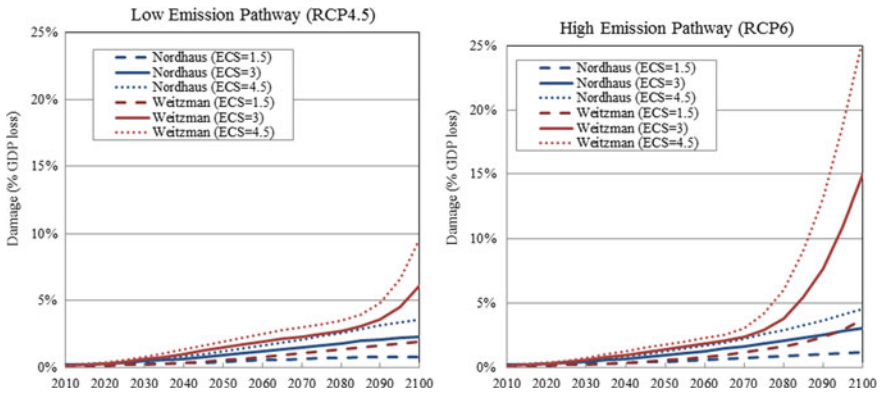 Low Emission Pathway (RCP4.5)
Damage (% GDP loss)
25%
20%
15%
10%
5%
0%
Nordhaus (ECS=1.5)
Nordhaus (ECS=3)
Nordhaus (ECS=4.5)
Weitzman (ECS=1.5)
Weitzman (ECS=3)
Weitzman (ECS=4.5)
2010 2020 2030 2040 2050 2060 2070 2080 2090 2100
High Emission Pathway (RCP6)
Damage (% GDP loss)
25%
20%
15%
10%
5%
0%
Nordhaus (ECS=1.5)
Nordhaus (ECS=3)
Nordhaus (ECS=4.5)
Weitzman (ECS=1.5)
Weitzman (ECS=3)
Weitzman (ECS=4.5)
2010 2020 2030 2040 2050 2060 2070 2080 2090 2100